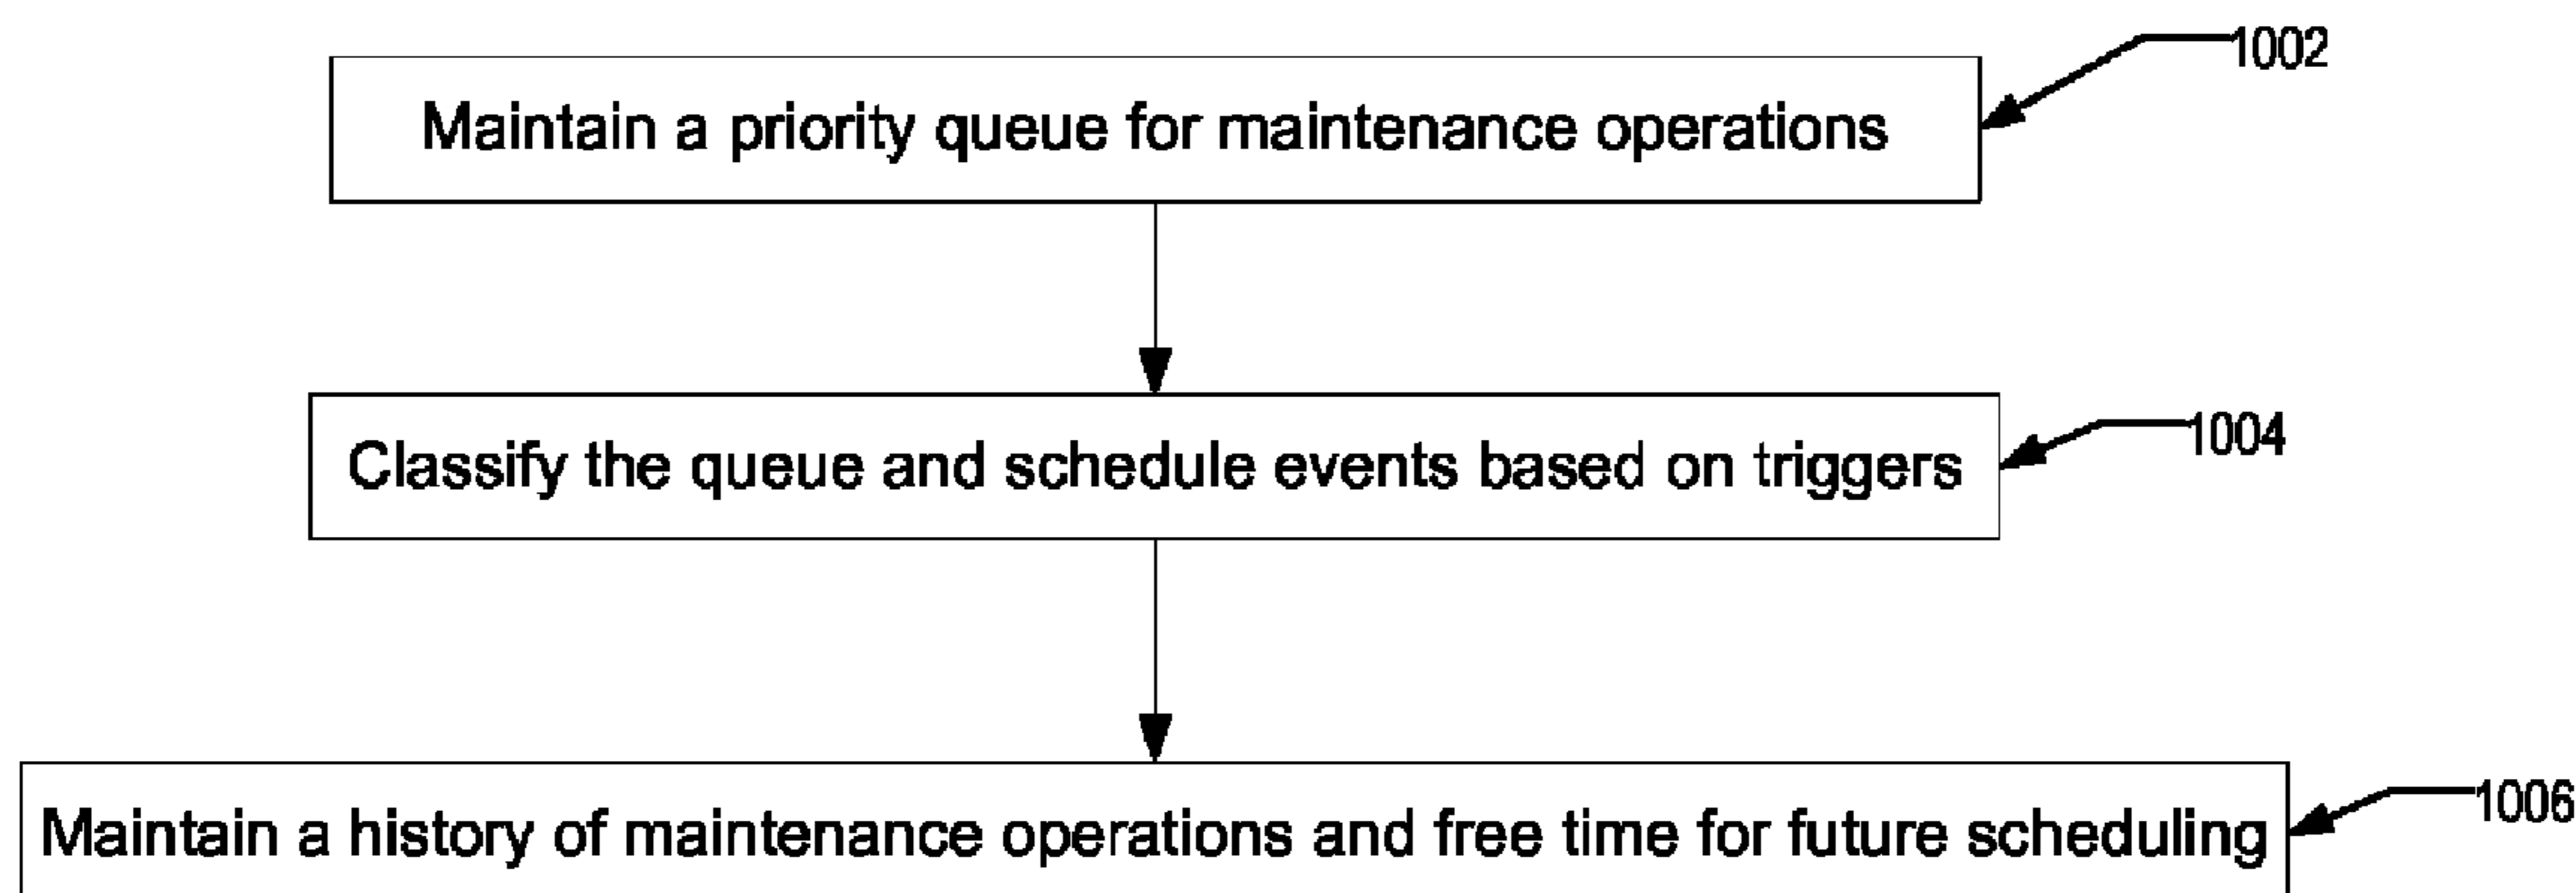 1002
Maintain a priority queue for maintenance operations
1004
Classify the queue and schedule events based on triggers
1006
Maintain a history of maintenance operations and free time for future scheduling